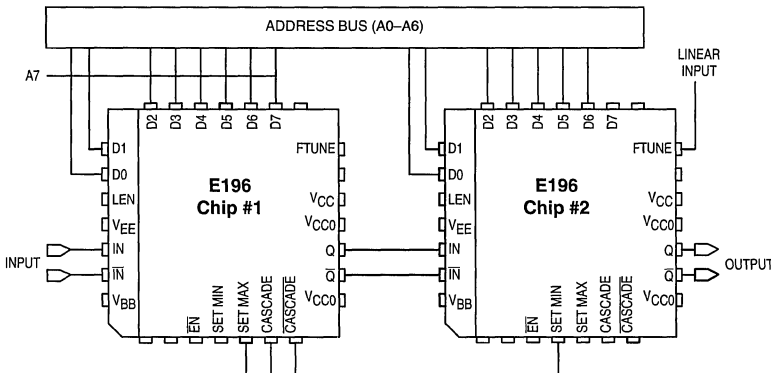 ADDRESS BUS (A0–A6)
A7
LINEAR
INPUT
D2 D3 D4 D5 D6 D7
D1
D0
LEN
VEE
IN
IN
VBB
FTUNE
VCC
VCC0
Q
Q
VCC0
E196
Chip #1
EN
SET MIN
SET MAX
CASCADE
CASCADE
INPUT
D2 D3 D4 D5 D6 D7
D1
D0
LEN
VEE
IN
IN
VBB
FTUNE
VCC
VCC0
Q
Q
VCC0
E196
Chip #2
EN
SET MIN
SET MAX
CASCADE
CASCADE
OUTPUT